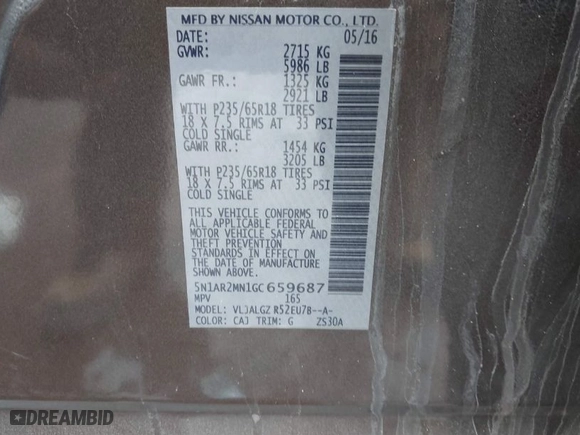 MFD BY NISSAN MOTOR CO., LTD.
DATE: 05/16
GVWR: 2715 KG
5986 LB
GAWR FR.: 1325 KG
2921 LB
WITH P235/65R18 TIRES
18 X 7.5 RIMS AT 33 PSI
COLD SINGLE
GAWR RR.: 1454 KG
3205 LB
WITH P235/65R18 TIRES
18 X 7.5 RIMS AT 33 PSI
COLD SINGLE
THIS VEHICLE CONFORMS TO
ALL APPLICABLE FEDERAL
MOTOR VEHICLE SAFETY AND
THEFT PREVENTION
STANDARDS IN EFFECT ON
THE DATE OF MANUFACTURE
SHOWN ABOVE.
5N1AR2MN1GC659687
MPV 165
MODEL: VLJALGZ R52EU7B--A-
COLOR: CAJ TRIM: G ZS30A
DREAMBID